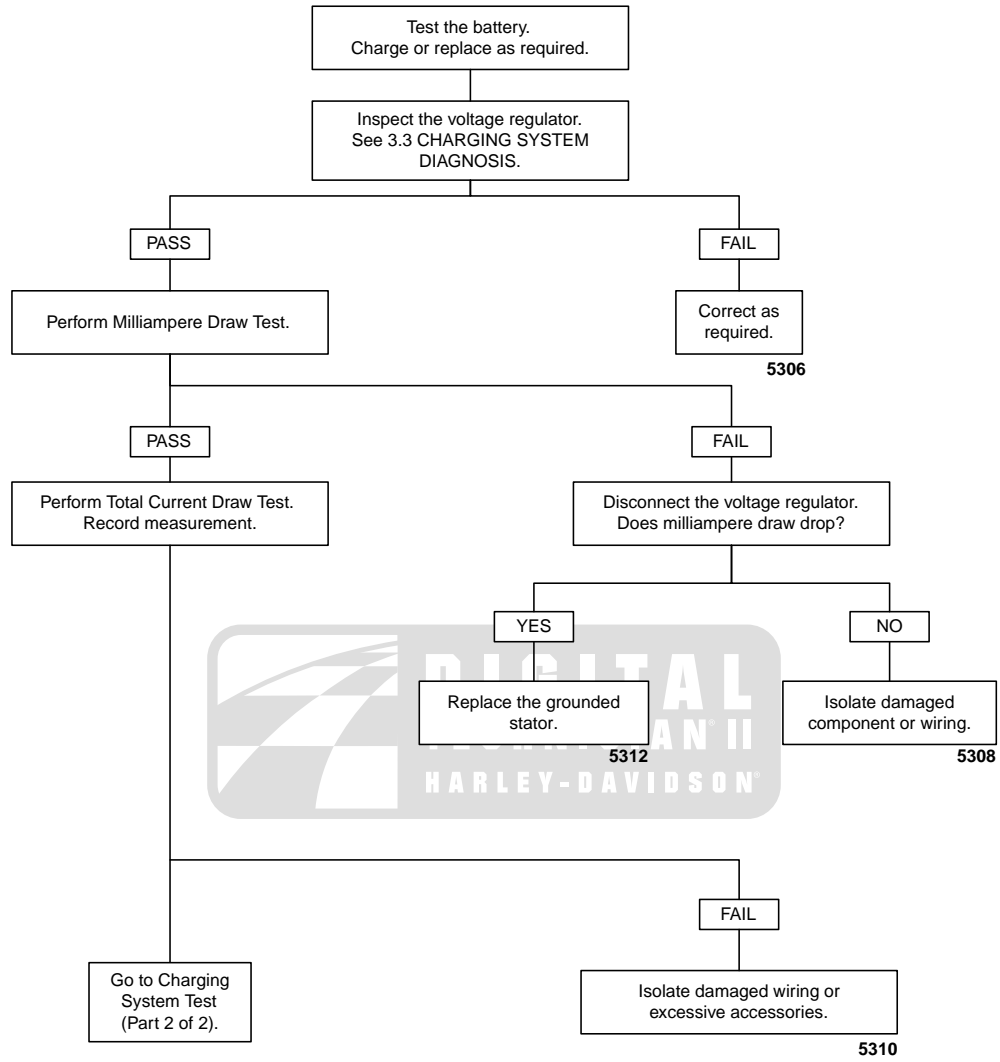 Test the battery.
Charge or replace as required.
Inspect the voltage regulator.
See 3.3 CHARGING SYSTEM
DIAGNOSIS.
PASS
FAIL
Perform Milliampere Draw Test.
Correct as
required.
5306
PASS
FAIL
Perform Total Current Draw Test.
Record measurement.
Disconnect the voltage regulator.
Does milliampere draw drop?
YES
NO
Replace the grounded
stator.
5312
Isolate damaged
component or wiring.
5308
DIGITAL
TECHNICIAN® II
HARLEY-DAVIDSON®
FAIL
Go to Charging
System Test
(Part 2 of 2).
Isolate damaged wiring or
excessive accessories.
5310